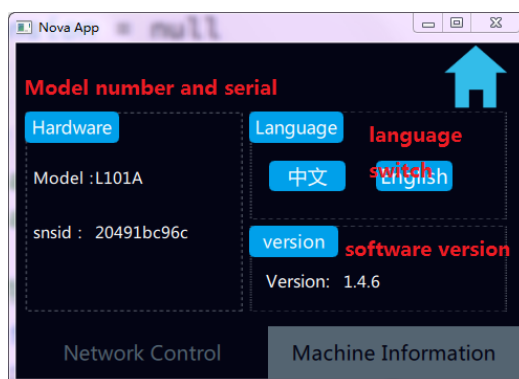 Nova App
= null
Model number and serial
Hardware
Model :L101A
snsid : 20491bc96c
Language
language
switch
中文
English
version
software version
Version: 1.4.6
Network Control
Machine Information